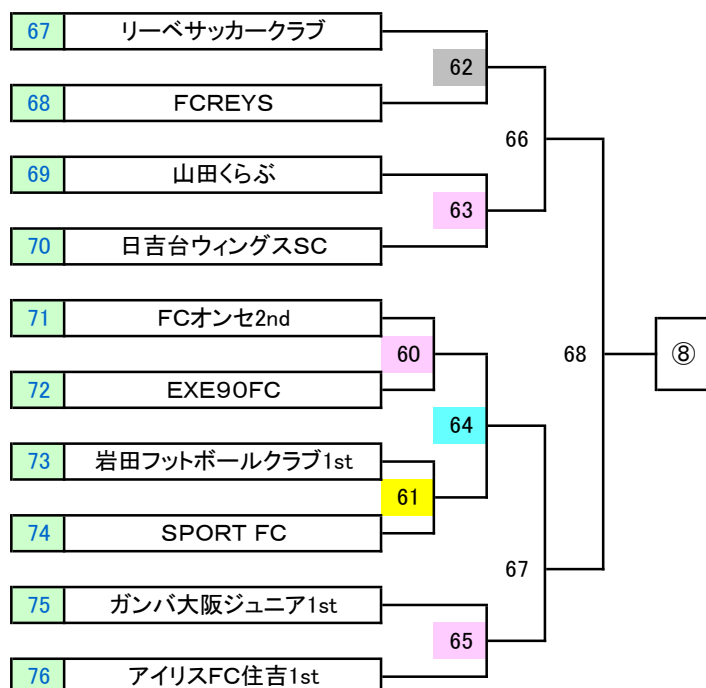 67 リーベサッカークラブ
62
68 FCREYS
66
69 山田くらぶ
63
70 日吉台ウィングスSC
71 FCオンセ2nd
60
68
⑧
72 EXE90FC
64
73 岩田フットボールクラブ1st
61
74 SPORT FC
67
75 ガンバ大阪ジュニア1st
65
76 アイリスFC住吉1st